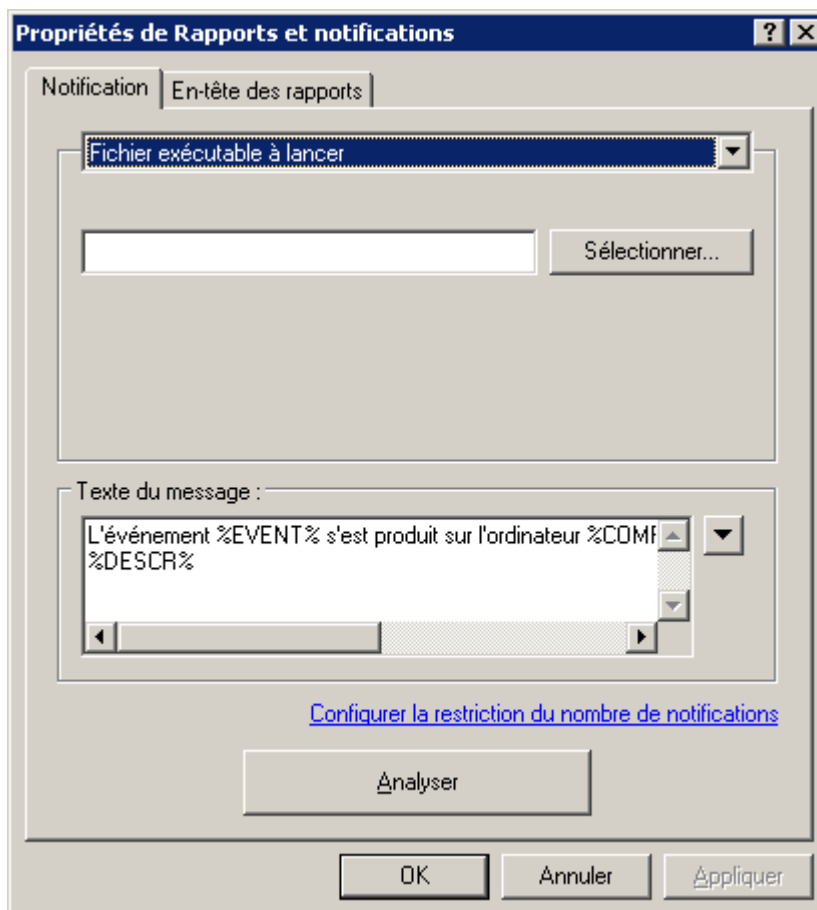 Propriétés de Rapports et notifications
Notification
En-tête des rapports
Fichier exécutable à lancer
Sélectionner...
Texte du message :
L'événement %EVENT% s'est produit sur l'ordinateur
%DESCR%
Configurer la restriction du nombre de notifications
Analyser
OK
Annuler
Appliquer